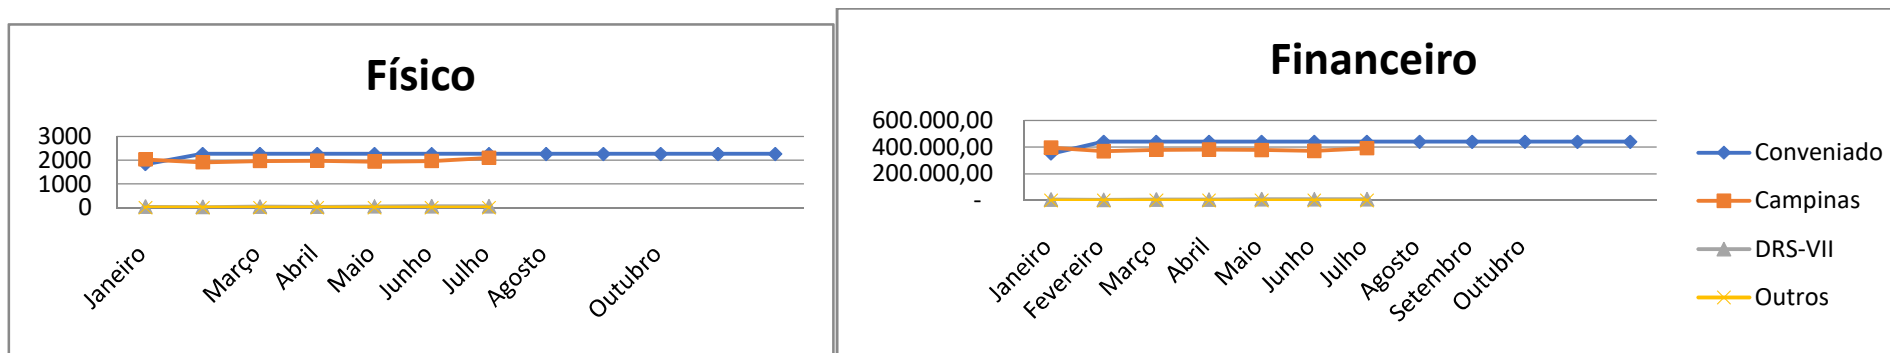 Físico
3000
2000
1000
0
Janeiro
Março
Abril
Maio
Junho
Julho
Agosto
Outubro
Financeiro
600.000,00
400.000,00
200.000,00
-
Janeiro
Fevereiro
Março
Abril
Maio
Junho
Julho
Agosto
Setembro
Outubro
Conveniado
Campinas
DRS-VII
Outros